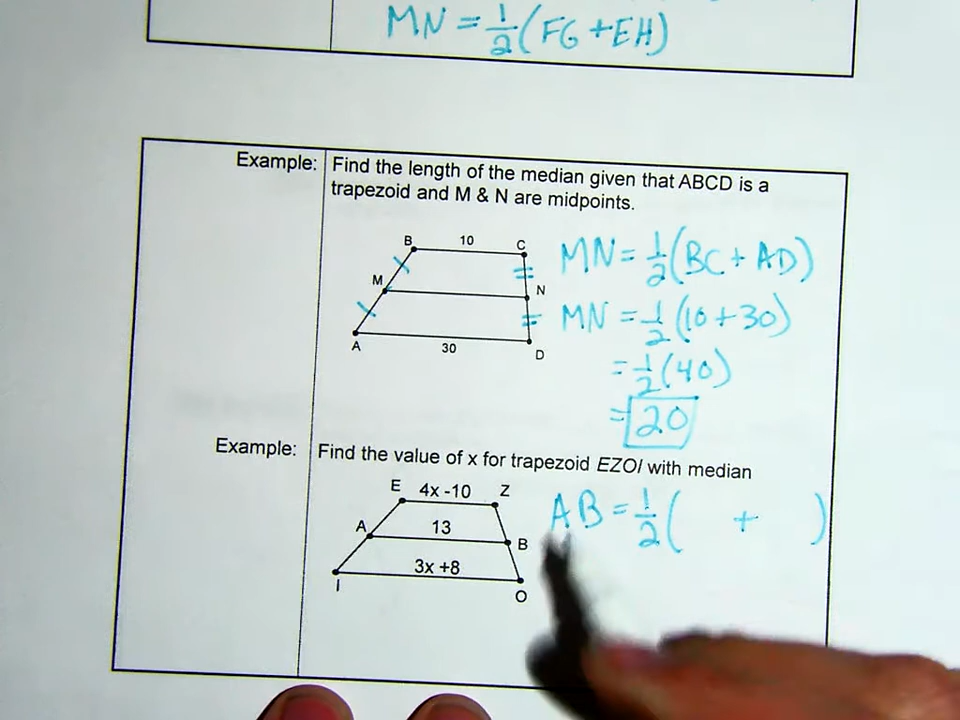 MN = 1/2 (FG + EH)
Example: Find the length of the median given that ABCD is a
trapezoid and M & N are midpoints.
B 10 C
M N
A 30 D
MN = 1/2 (BC + AD)
MN = 1/2 (10 + 30)
= 1/2 (40)
= 20
Example: Find the value of x for trapezoid EZOI with median
E 4x -10 Z
A 13 B
3x +8
I O
AB = 1/2 ( + )